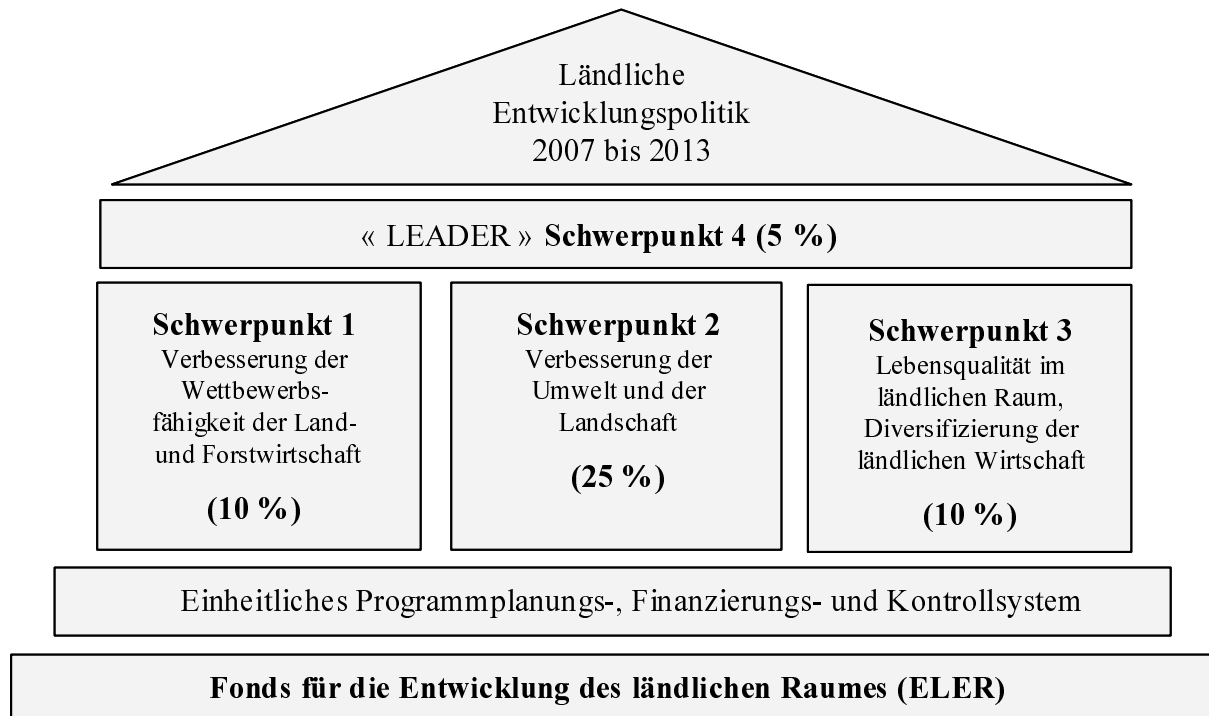 Ländliche
Entwicklungspolitik
2007 bis 2013
« LEADER » Schwerpunkt 4 (5 %)
Schwerpunkt 1
Verbesserung der
Wettbewerbs-
fähigkeit der Land-
und Forstwirtschaft
(10 %)
Schwerpunkt 2
Verbesserung der
Umwelt und der
Landschaft
(25 %)
Schwerpunkt 3
Lebensqualität im
ländlichen Raum,
Diversifizierung der
ländlichen Wirtschaft
(10 %)
Einheitliches Programmplanungs-, Finanzierungs- und Kontrollsystem
Fonds für die Entwicklung des ländlichen Raumes (ELER)